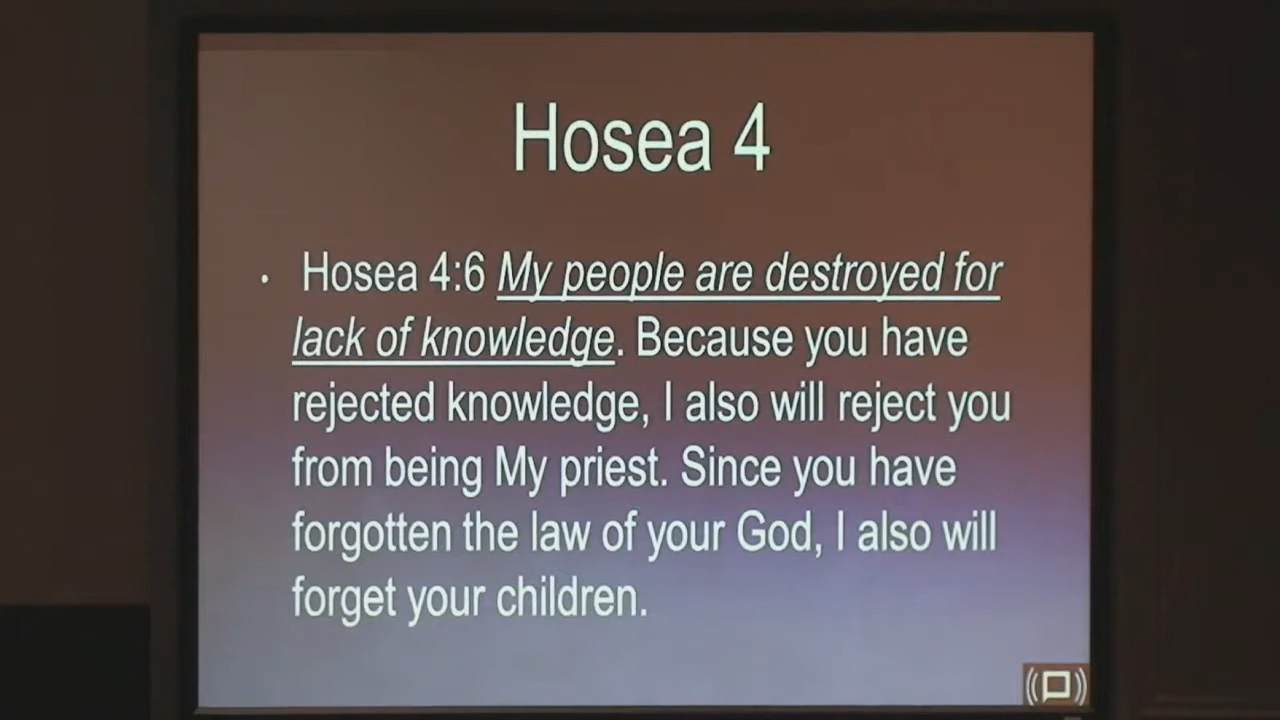 Hosea 4
• Hosea 4:6 My people are destroyed for
lack of knowledge. Because you have
rejected knowledge, I also will reject you
from being My priest. Since you have
forgotten the law of your God, I also will
forget your children.